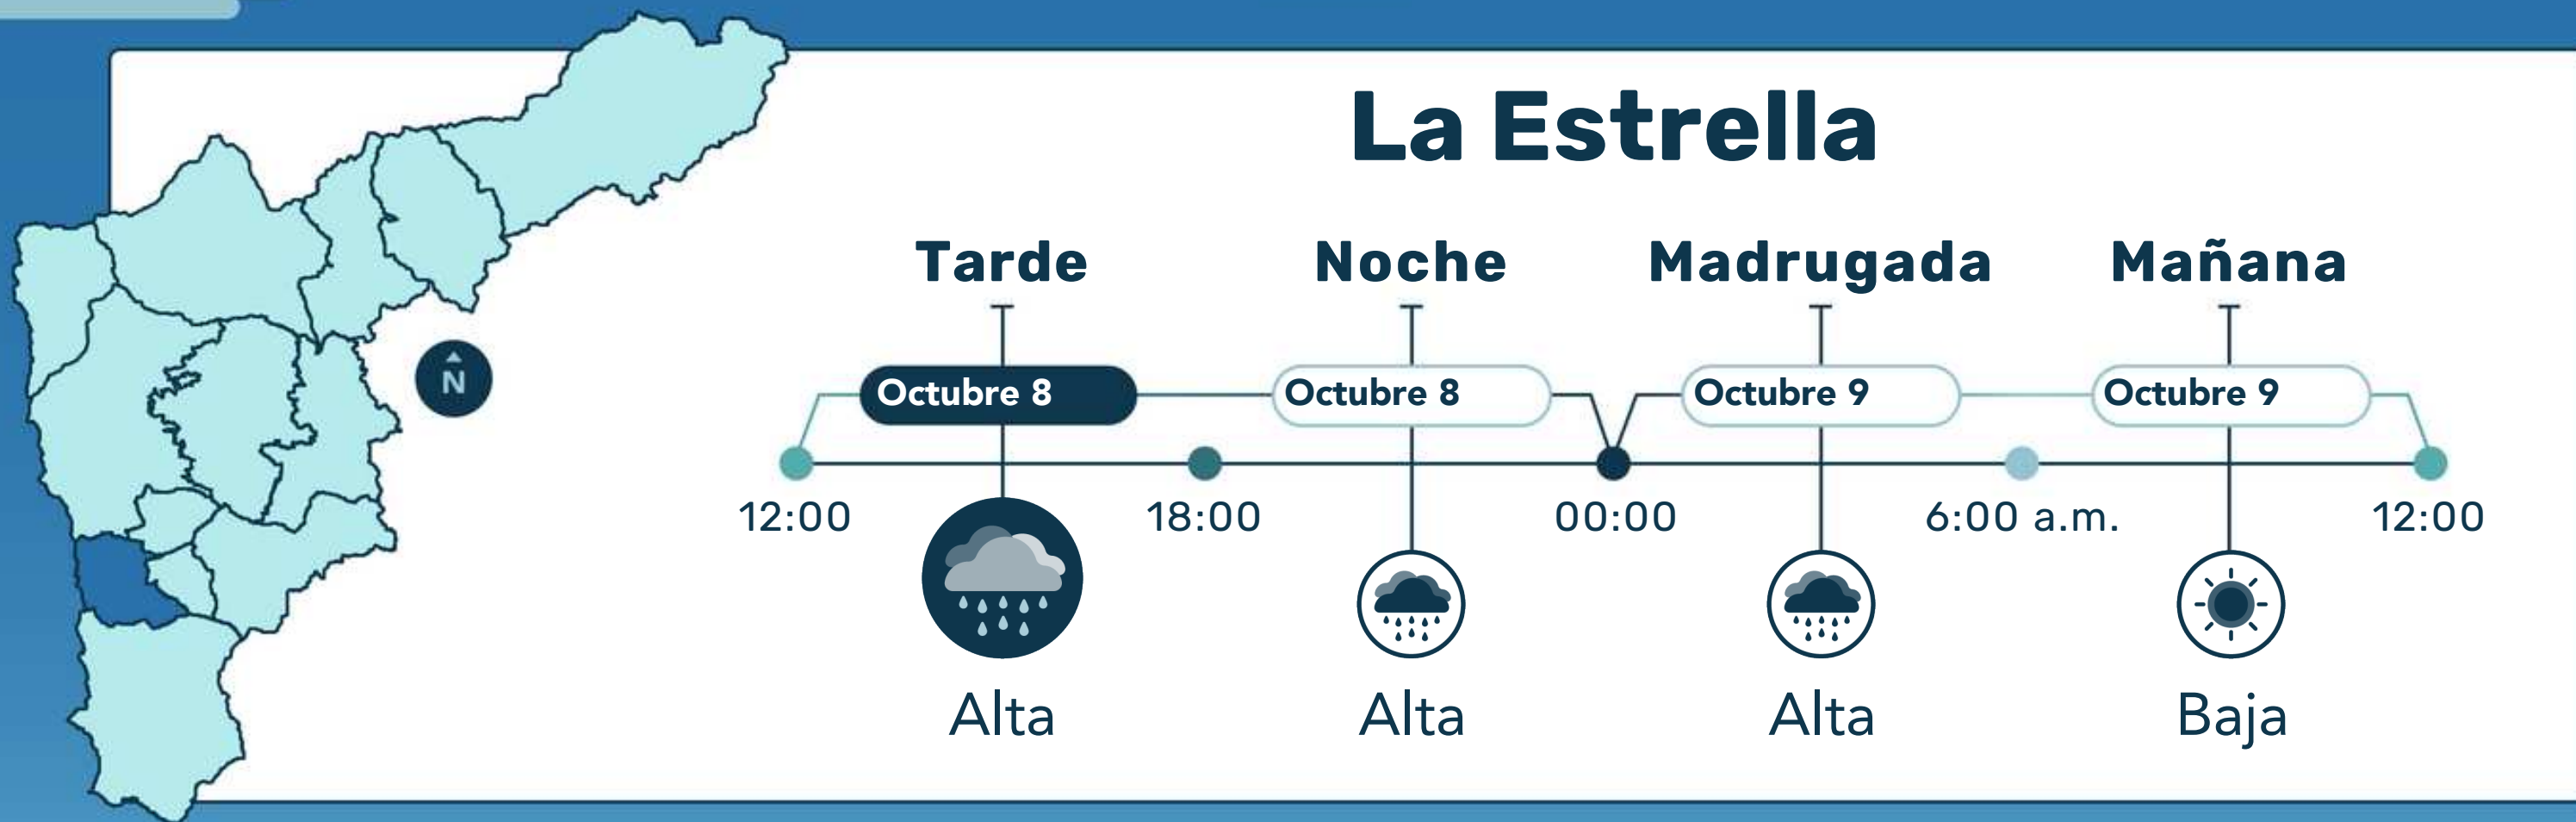 La Estrella
Tarde Noche Madrugada Mañana
N
Octubre 8 Octubre 8 Octubre 9 Octubre 9
12:00 18:00 00:00 6:00 a.m. 12:00
Alta Alta Alta Baja